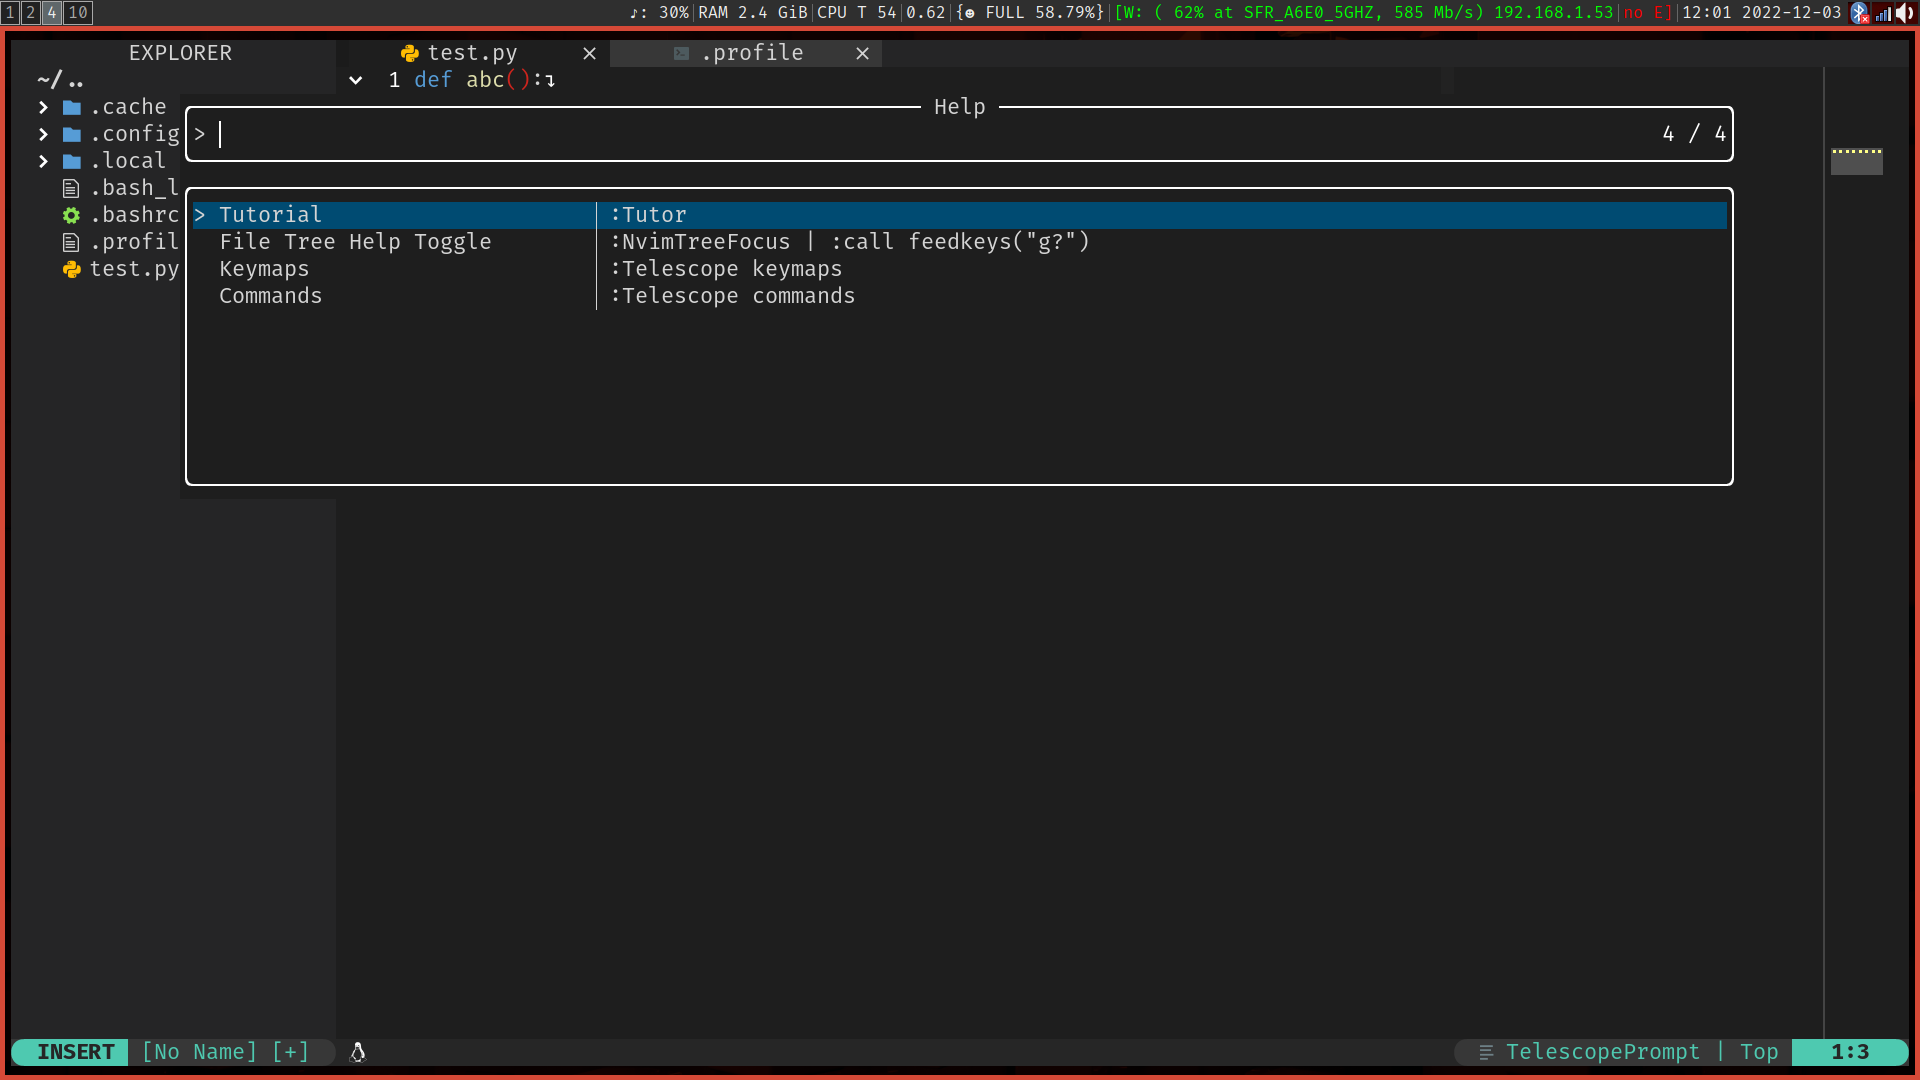 1 2 4 10 ♪: 30%|RAM 2.4 GiB|CPU T 54|0.62|{☻ FULL 58.79%}|[W: ( 62% at SFR_A6E0_5GHZ, 585 Mb/s) 192.168.1.53|no E]|12:01 2022-12-03
EXPLORER test.py × .profile ×
~/.. 1 def abc():↴
> .cache Help
> .config > 4 / 4
> .local
.bash_l
.bashrc > Tutorial │ :Tutor
.profil File Tree Help Toggle │ :NvimTreeFocus | :call feedkeys("g?")
test.py Keymaps │ :Telescope keymaps
Commands │ :Telescope commands
INSERT [No Name] [+] TelescopePrompt | Top 1:3